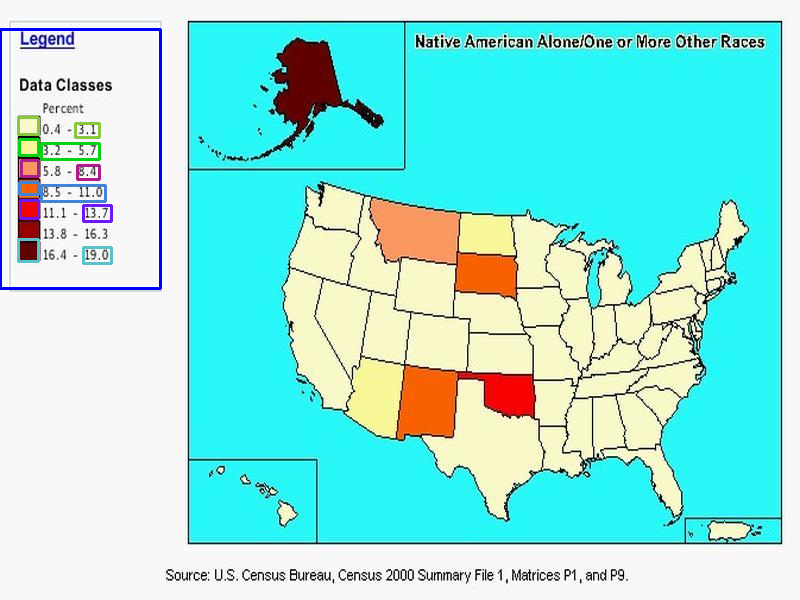 Legend
Data Classes
Percent
0.4 - 3.1
3.2 - 5.7
5.8 - 8.4
8.5 - 11.0
11.1 - 13.7
13.8 - 16.3
16.4 - 19.0
Native American Alone/One or More Other Races
Source: U.S. Census Bureau, Census 2000 Summary File 1, Matrices P1, and P9.